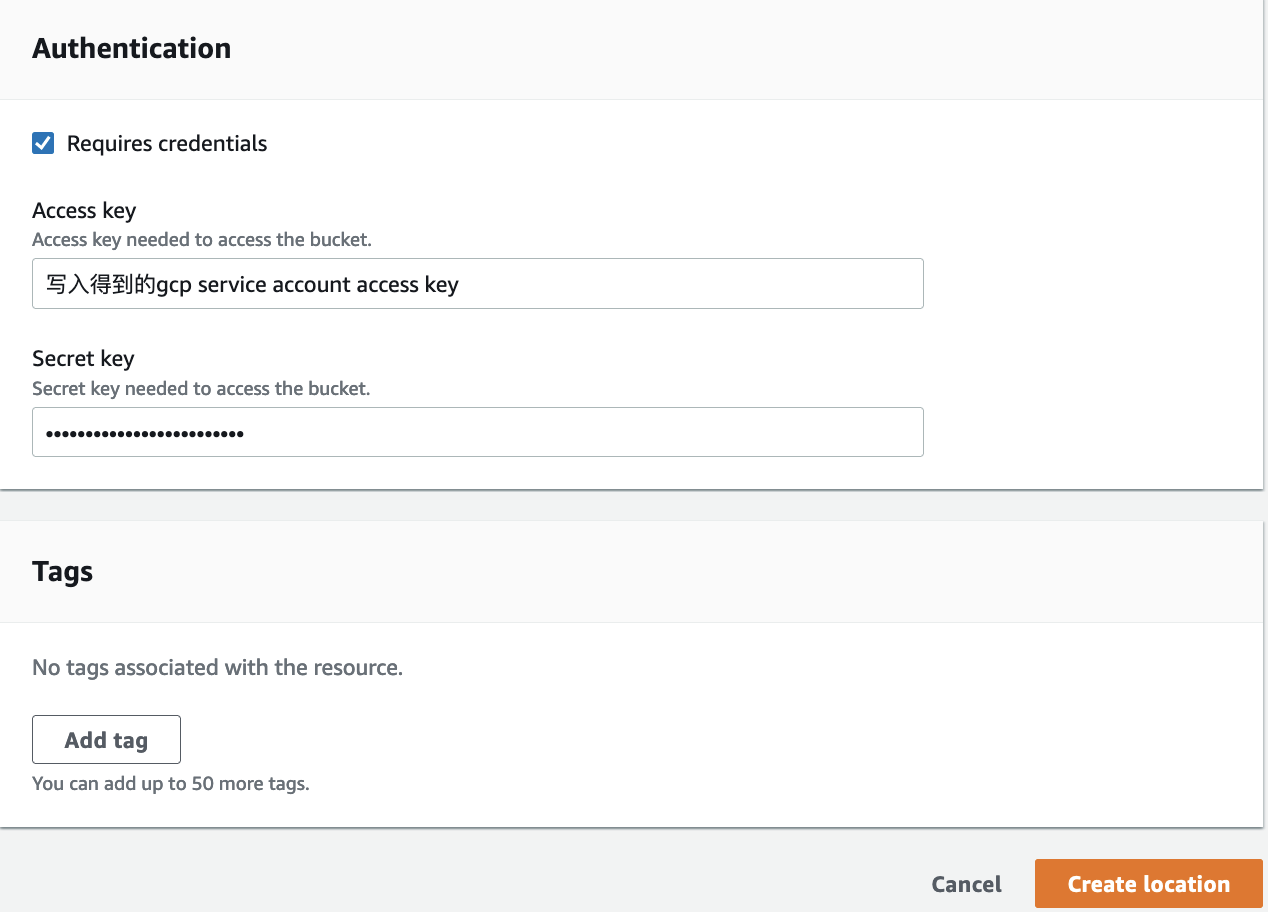 Authentication
Requires credentials
Access key
Access key needed to access the bucket.
写入得到的gcp service account access key
Secret key
Secret key needed to access the bucket.
•••••••••••••••••••••••••
Tags
No tags associated with the resource.
Add tag
You can add up to 50 more tags.
Cancel
Create location